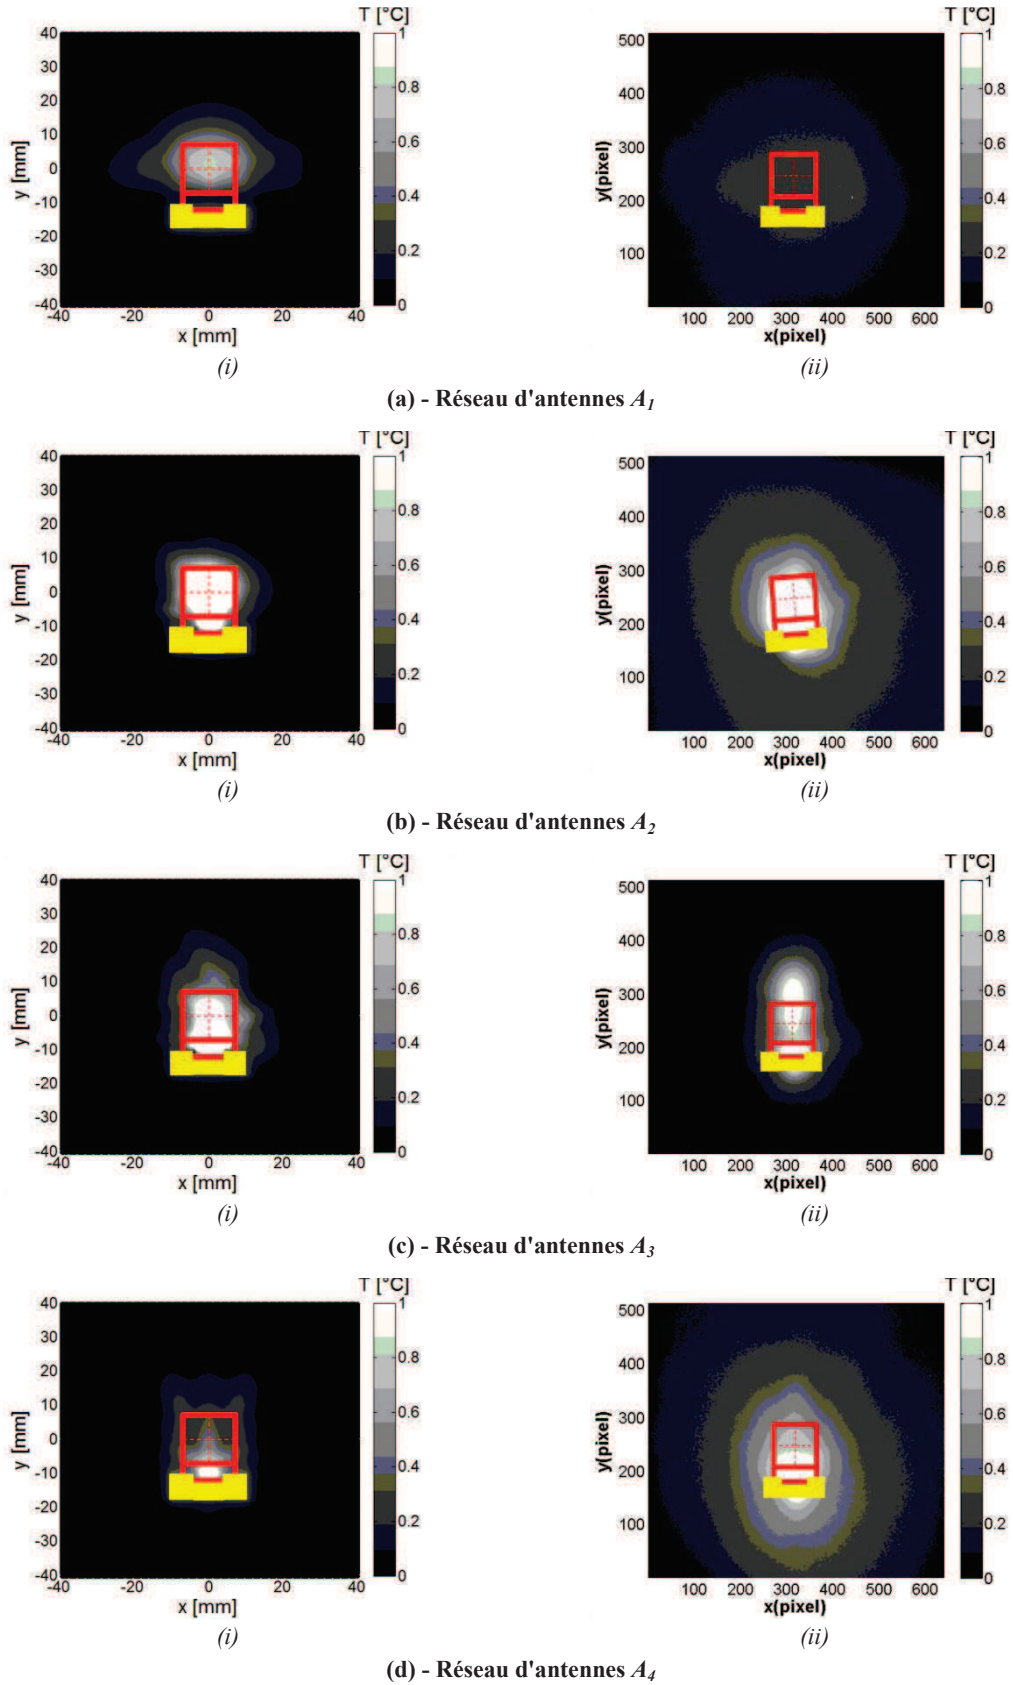 T [°C] T [°C]
40 1 500 1
30
20 0.8 400 0.8
10
y [mm] 0 0.6 y(pixel) 300 0.6
-10 0.4 200 0.4
-20
-30 0.2 100 0.2
-40 0 0
-40 -20 0 20 40 100 200 300 400 500 600
x [mm] x(pixel)
(i) (ii)
(a) - Réseau d'antennes A1
T [°C] T [°C]
40 1 500 1
30
20 0.8 400 0.8
10
y [mm] 0 0.6 y(pixel) 300 0.6
-10 0.4 200 0.4
-20
-30 0.2 100 0.2
-40 0 0
-40 -20 0 20 40 100 200 300 400 500 600
x [mm] x(pixel)
(i) (ii)
(b) - Réseau d'antennes A2
T [°C] T [°C]
40 1 500 1
30
20 0.8 400 0.8
10
y [mm] 0 0.6 y(pixel) 300 0.6
-10 0.4 200 0.4
-20
-30 0.2 100 0.2
-40 0 0
-40 -20 0 20 40 100 200 300 400 500 600
x [mm] x(pixel)
(i) (ii)
(c) - Réseau d'antennes A3
T [°C] T [°C]
40 1 500 1
30
20 0.8 400 0.8
10
y [mm] 0 0.6 y(pixel) 300 0.6
-10 0.4 200 0.4
-20
-30 0.2 100 0.2
-40 0 0
-40 -20 0 20 40 100 200 300 400 500 600
x [mm] x(pixel)
(i) (ii)
(d) - Réseau d'antennes A4